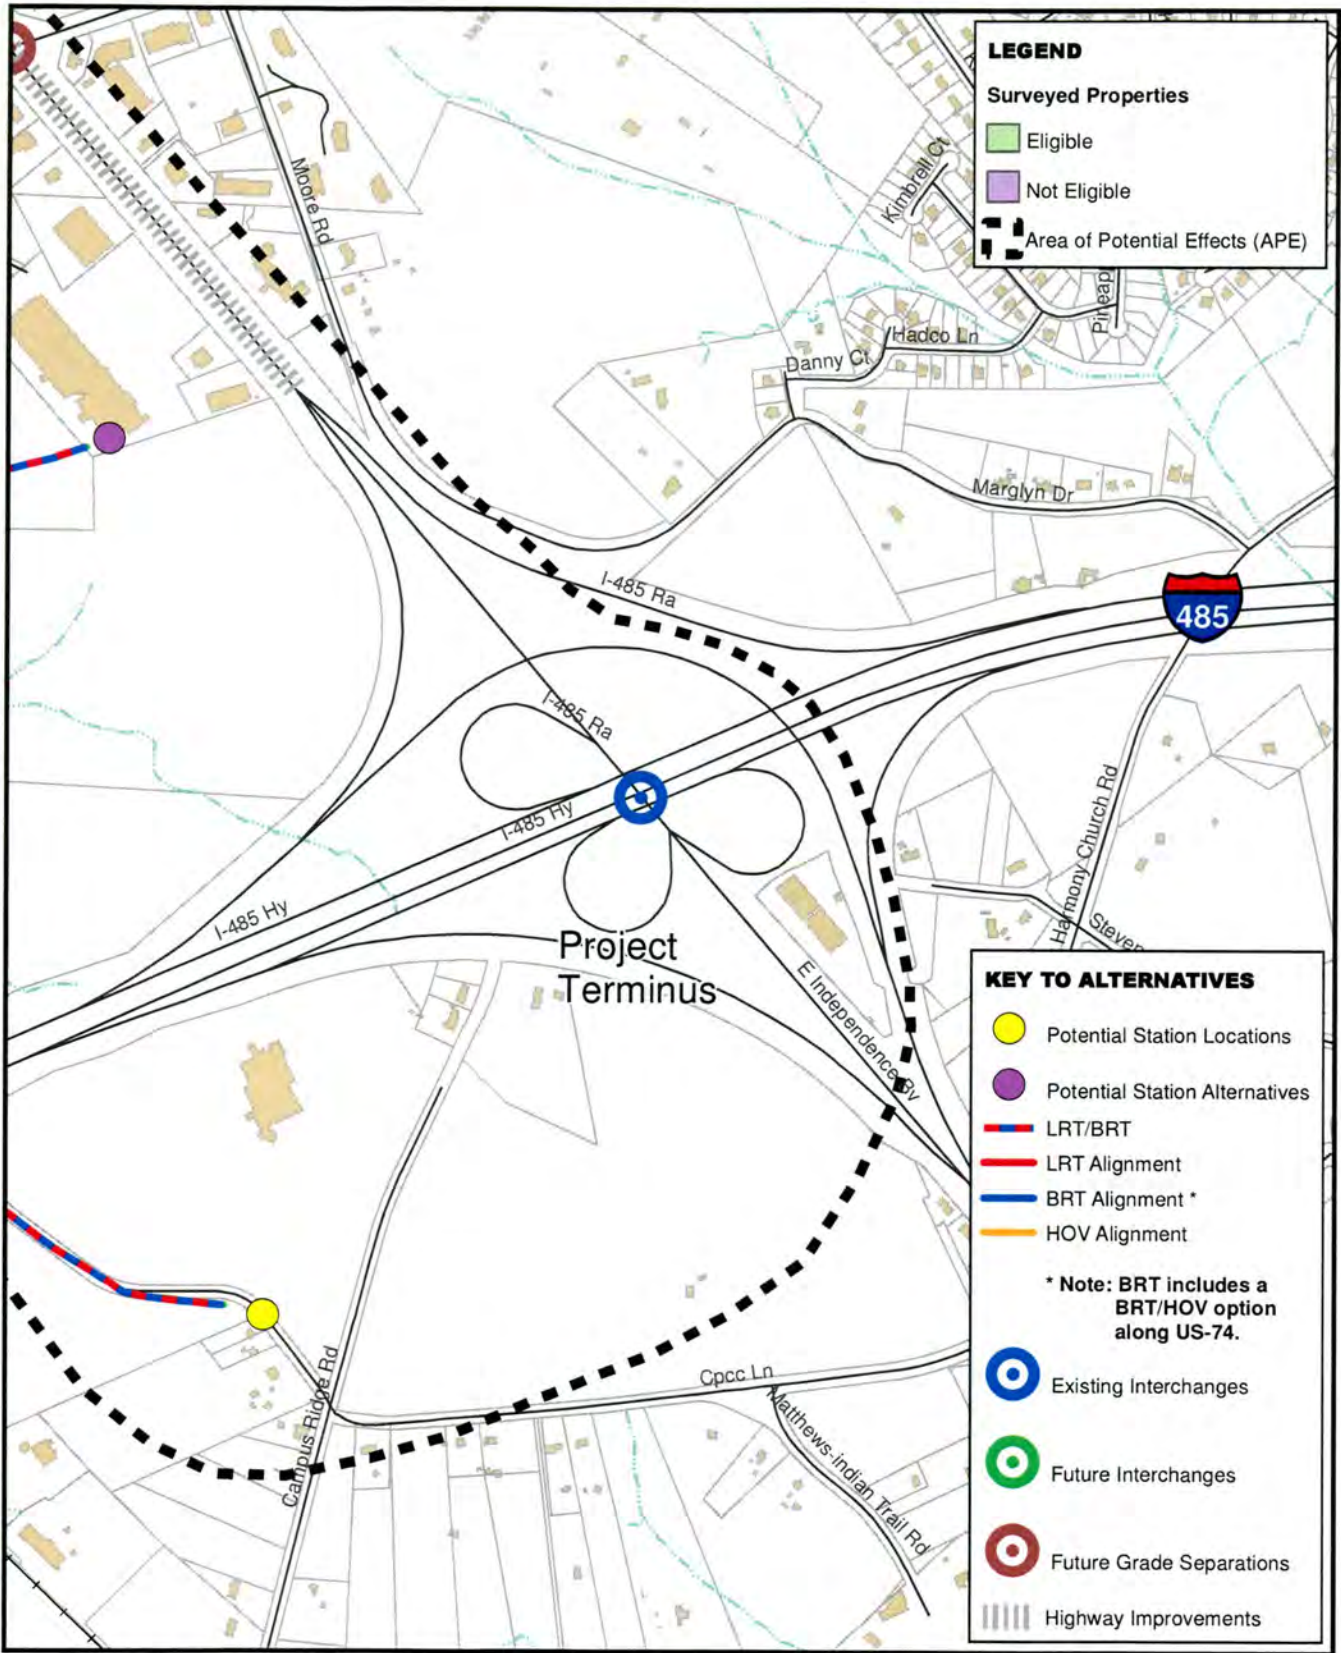 LEGEND
Surveyed Properties
Eligible
Not Eligible
Area of Potential Effects (APE)
Moore Rd
Kimbrell Ct
Hadco Ln
Danny Ct
Marglyn Dr
I-485 Ra
485
I-485 Ra
I-485 Hy
I-485 Hy
Harmony Church Rd
Project
Terminus
E Independence Bv
Campus Ridge Rd
Cpcc Ln
Matthews-indian Trail Rd
KEY TO ALTERNATIVES
Potential Station Locations
Potential Station Alternatives
LRT/BRT
LRT Alignment
BRT Alignment *
HOV Alignment
* Note: BRT includes a
BRT/HOV option
along US-74.
Existing Interchanges
Future Interchanges
Future Grade Separations
Highway Improvements